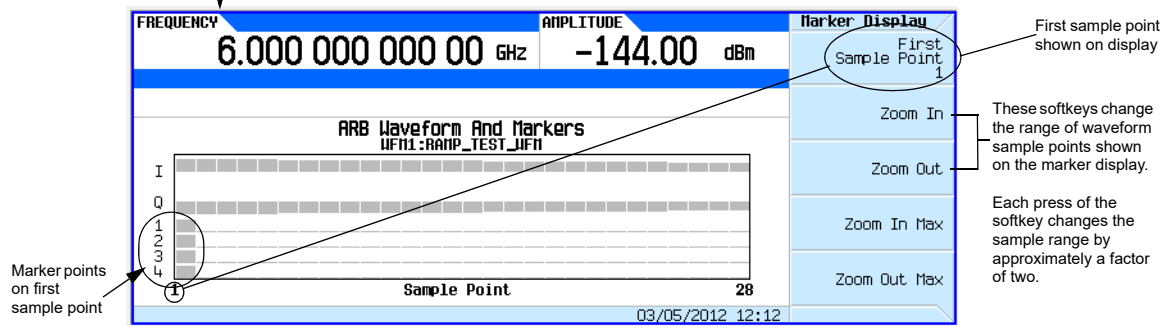 FREQUENCY
6.000 000 000 00 GHz
AMPLITUDE
-144.00 dBm
ARB Waveform And Markers
WFM1:RAMP_TEST_WFM
I
Q
1
2
3
4
1
Sample Point
28
03/05/2012 12:12
Marker Display
First
Sample Point
1
Zoom In
Zoom Out
Zoom In Max
Zoom Out Max
Marker points
on first
sample point
First sample point
shown on display
These softkeys change
the range of waveform
sample points shown
on the marker display.
Each press of the
softkey changes the
sample range by
approximately a factor
of two.